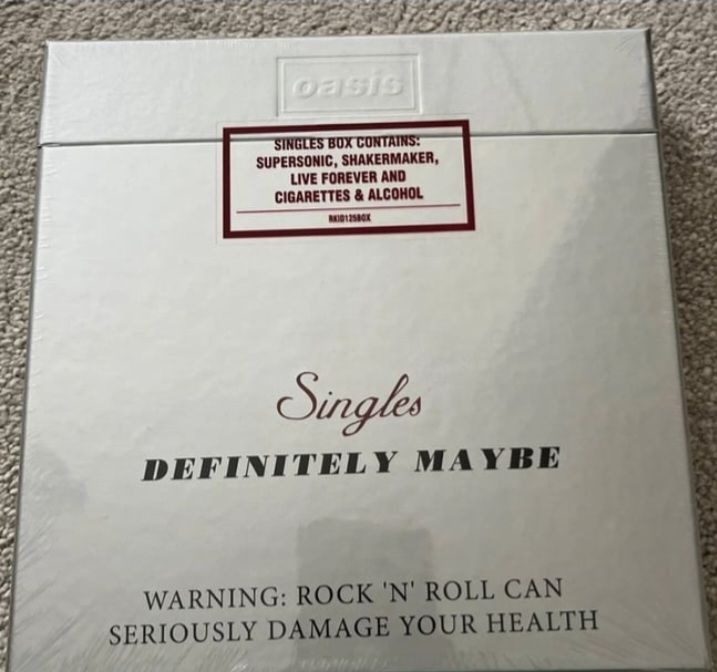 oasis
SINGLES BOX CONTAINS:
SUPERSONIC, SHAKERMAKER,
LIVE FOREVER AND
CIGARETTES & ALCOHOL
RKID125BOX
Singles
DEFINITELY MAYBE
WARNING: ROCK 'N' ROLL CAN
SERIOUSLY DAMAGE YOUR HEALTH